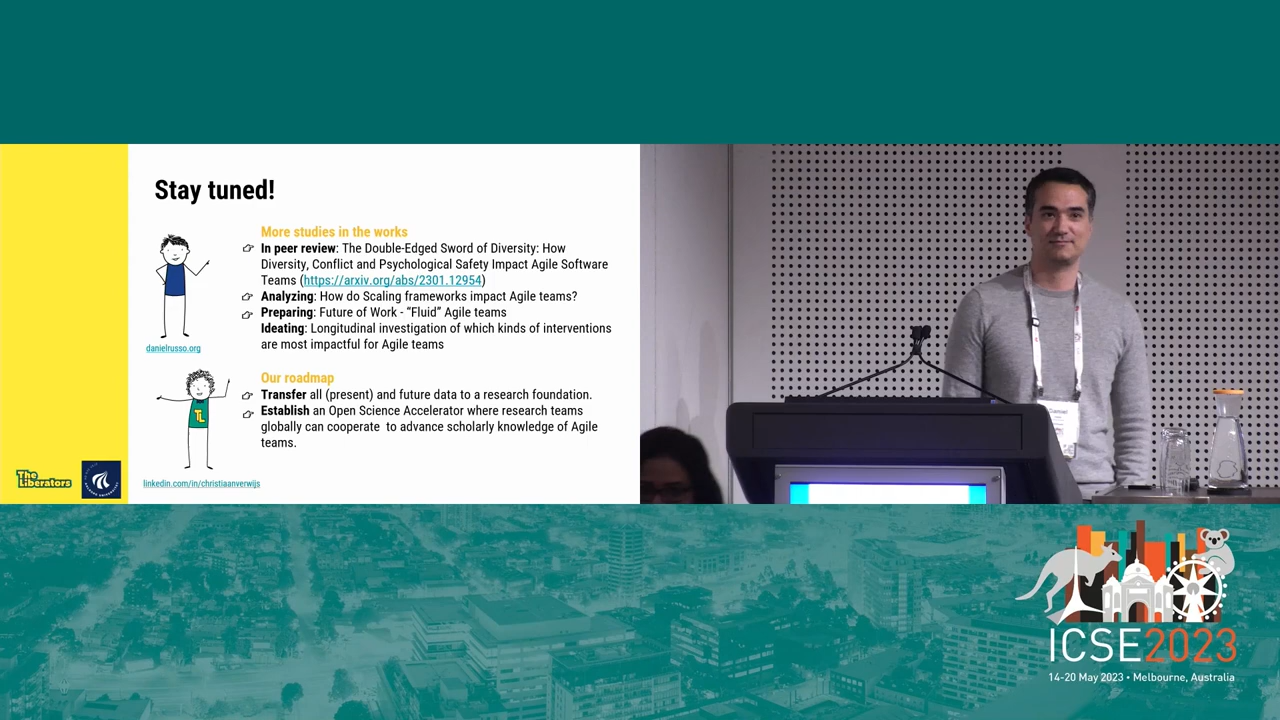 Stay tuned!
More studies in the works
In peer review: The Double-Edged Sword of Diversity: How
Diversity, Conflict and Psychological Safety Impact Agile Software
Teams (https://arxiv.org/abs/2301.12954)
Analyzing: How do Scaling frameworks impact Agile teams?
Preparing: Future of Work - “Fluid” Agile teams
Ideating: Longitudinal investigation of which kinds of interventions
are most impactful for Agile teams
danielrusso.org
Our roadmap
Transfer all (present) and future data to a research foundation.
Establish an Open Science Accelerator where research teams
globally can cooperate to advance scholarly knowledge of Agile
teams.
TL
The
Liberators
linkedin.com/in/christiaanverwijs
Daniel
ICSE2023
14-20 May 2023 • Melbourne, Australia